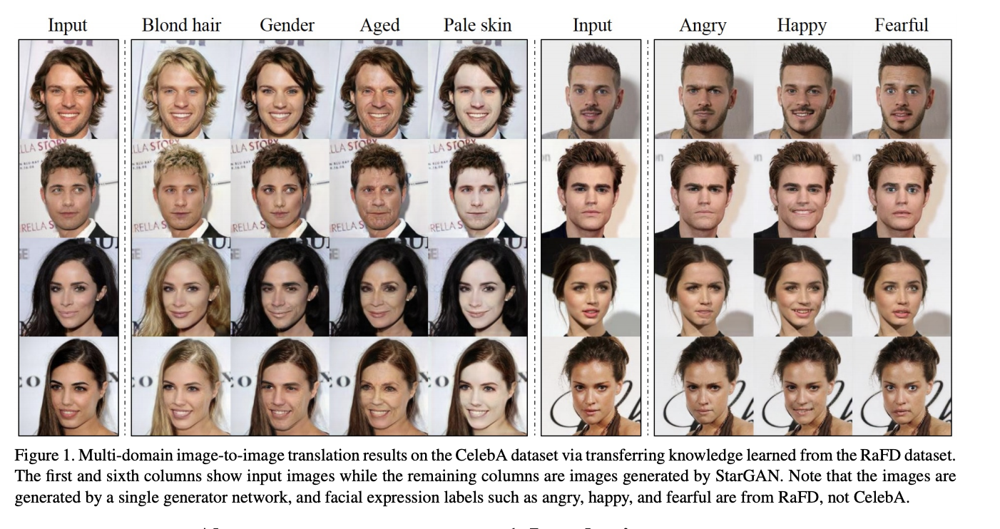 Input Blond hair Gender Aged Pale skin Input Angry Happy Fearful
Figure 1. Multi-domain image-to-image translation results on the CelebA dataset via transferring knowledge learned from the RaFD dataset.
The first and sixth columns show input images while the remaining columns are images generated by StarGAN. Note that the images are
generated by a single generator network, and facial expression labels such as angry, happy, and fearful are from RaFD, not CelebA.